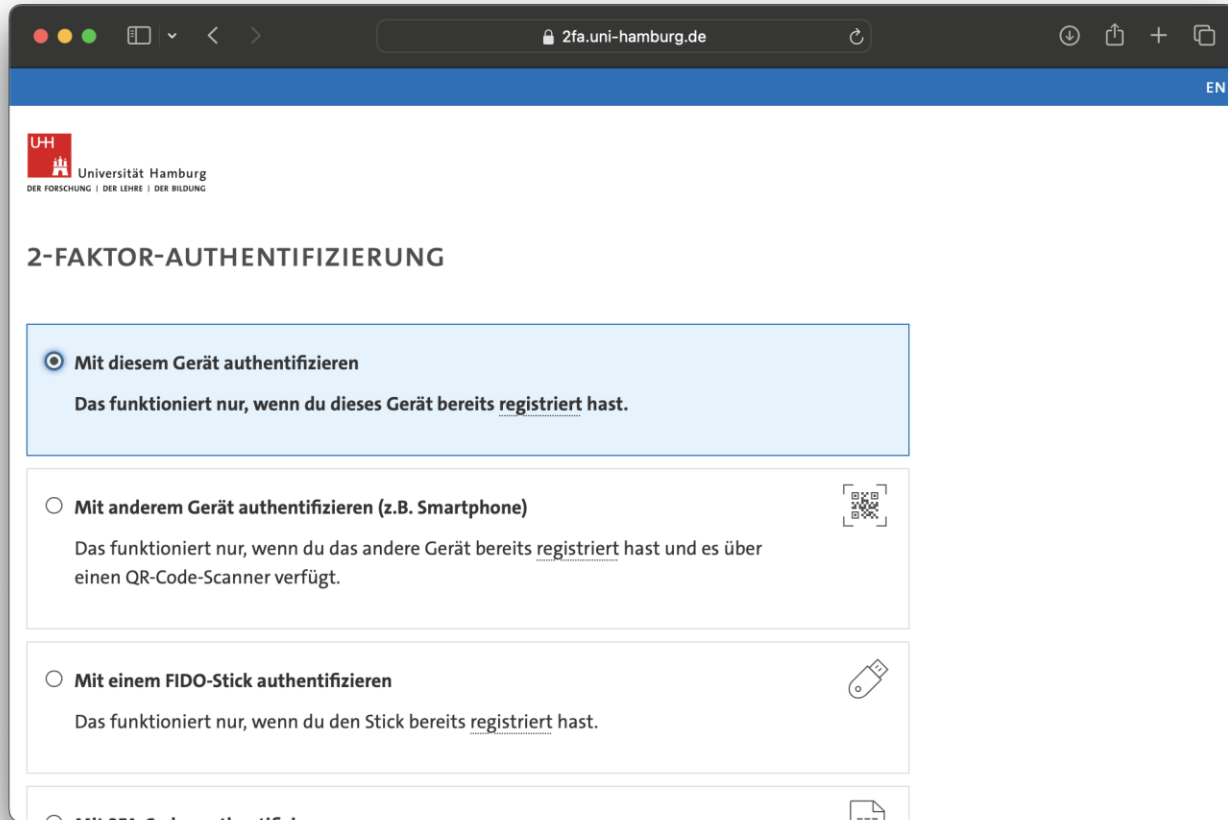 2fa.uni-hamburg.de
EN
UH
Universität Hamburg
DER FORSCHUNG | DER LEHRE | DER BILDUNG
2-FAKTOR-AUTHENTIFIZIERUNG
Mit diesem Gerät authentifizieren
Das funktioniert nur, wenn du dieses Gerät bereits registriert hast.
Mit anderem Gerät authentifizieren (z.B. Smartphone)
Das funktioniert nur, wenn du das andere Gerät bereits registriert hast und es über
einen QR-Code-Scanner verfügt.
Mit einem FIDO-Stick authentifizieren
Das funktioniert nur, wenn du den Stick bereits registriert hast.